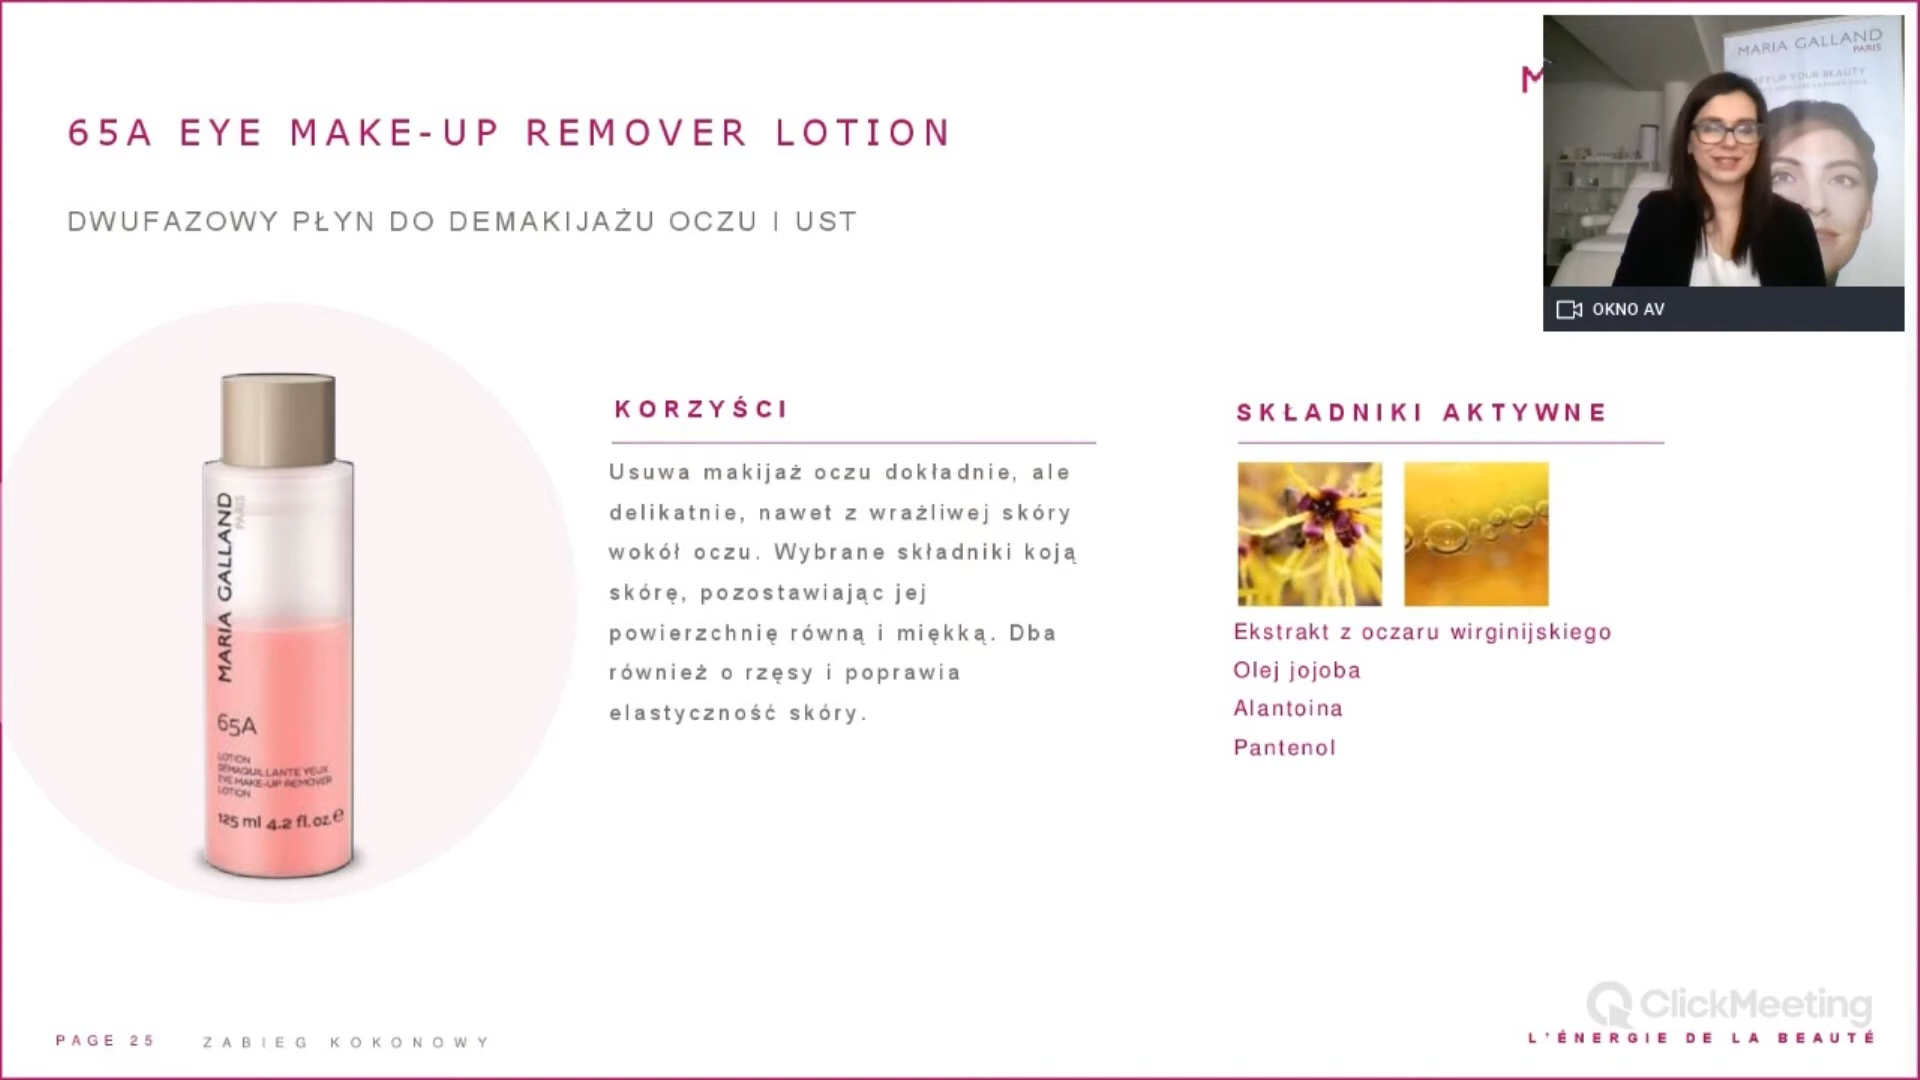 65A EYE MAKE-UP REMOVER LOTION
DWUFAZOWY PŁYN DO DEMAKIJAŻU OCZU I UST
MARIA GALLAND
PARIS
OKNO AV
MARIA GALLAND
PARIS
65A
LOTION
DÉMAQUILLANTE YEUX
EYE MAKE-UP REMOVER
LOTION
125 ml 4.2 fl.oz.℮
KORZYŚCI
Usuwa makijaż oczu dokładnie, ale
delikatnie, nawet z wrażliwej skóry
wokół oczu. Wybrane składniki koją
skórę, pozostawiając jej
powierzchnię równą i miękką. Dba
również o rzęsy i poprawia
elastyczność skóry.
SKŁADNIKI AKTYWNE
Ekstrakt z oczaru wirginijskiego
Olej jojoba
Alantoina
Pantenol
ClickMeeting
PAGE 25 ZABIEG KOKONOWY
L'ÉNERGIE DE LA BEAUTÉ